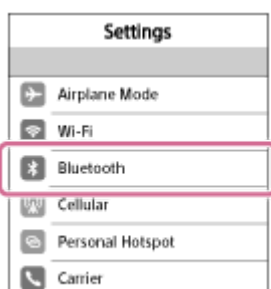 Settings
Airplane Mode
Wi-Fi
Bluetooth
Cellular
Personal Hotspot
Carrier